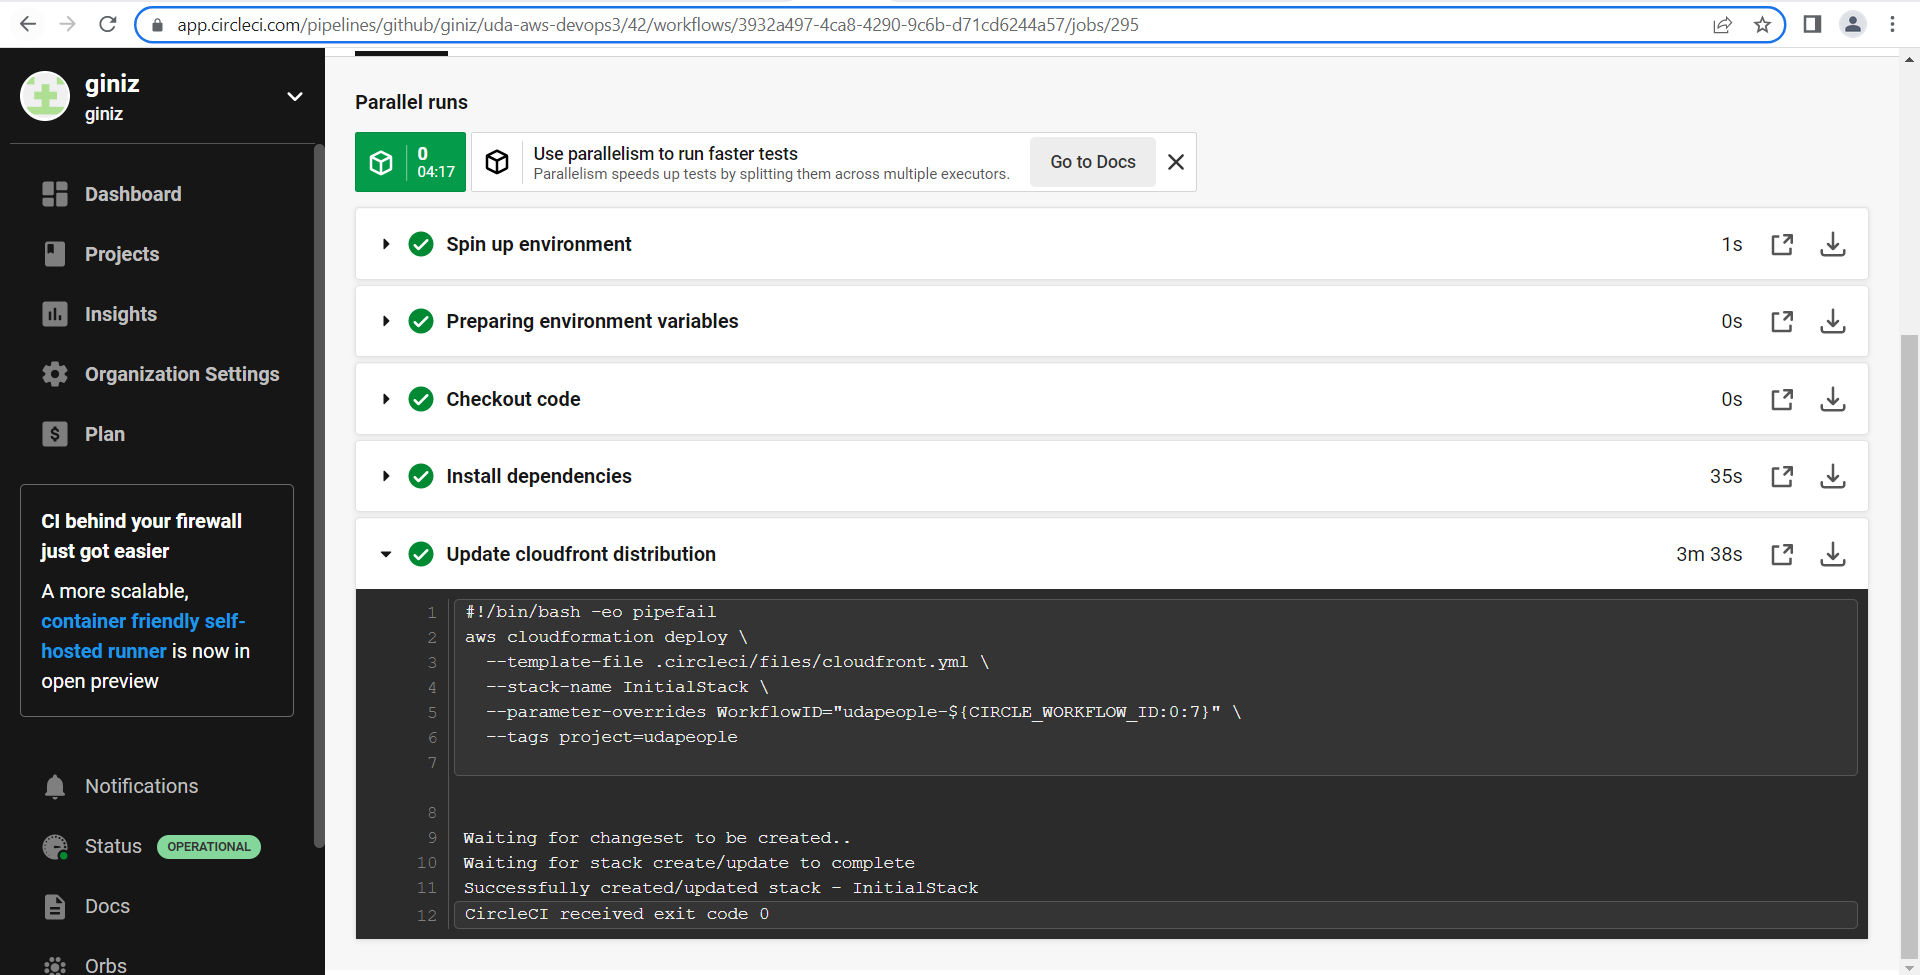 app.circleci.com/pipelines/github/giniz/uda-aws-devops3/42/workflows/3932a497-4ca8-4290-9c6b-d71cd6244a57/jobs/295
giniz
giniz
Dashboard
Projects
Insights
Organization Settings
Plan
CI behind your firewall
just got easier
A more scalable,
container friendly self-
hosted runner is now in
open preview
Notifications
Status OPERATIONAL
Docs
Orbs
Parallel runs
0
04:17
Use parallelism to run faster tests
Parallelism speeds up tests by splitting them across multiple executors.
Go to Docs
Spin up environment 1s
Preparing environment variables 0s
Checkout code 0s
Install dependencies 35s
Update cloudfront distribution 3m 38s
1 #!/bin/bash -eo pipefail
2 aws cloudformation deploy \
3 --template-file .circleci/files/cloudfront.yml \
4 --stack-name InitialStack \
5 --parameter-overrides WorkflowID="udapeople-${CIRCLE_WORKFLOW_ID:0:7}" \
6 --tags project=udapeople
7
8
9 Waiting for changeset to be created..
10 Waiting for stack create/update to complete
11 Successfully created/updated stack - InitialStack
12 CircleCI received exit code 0